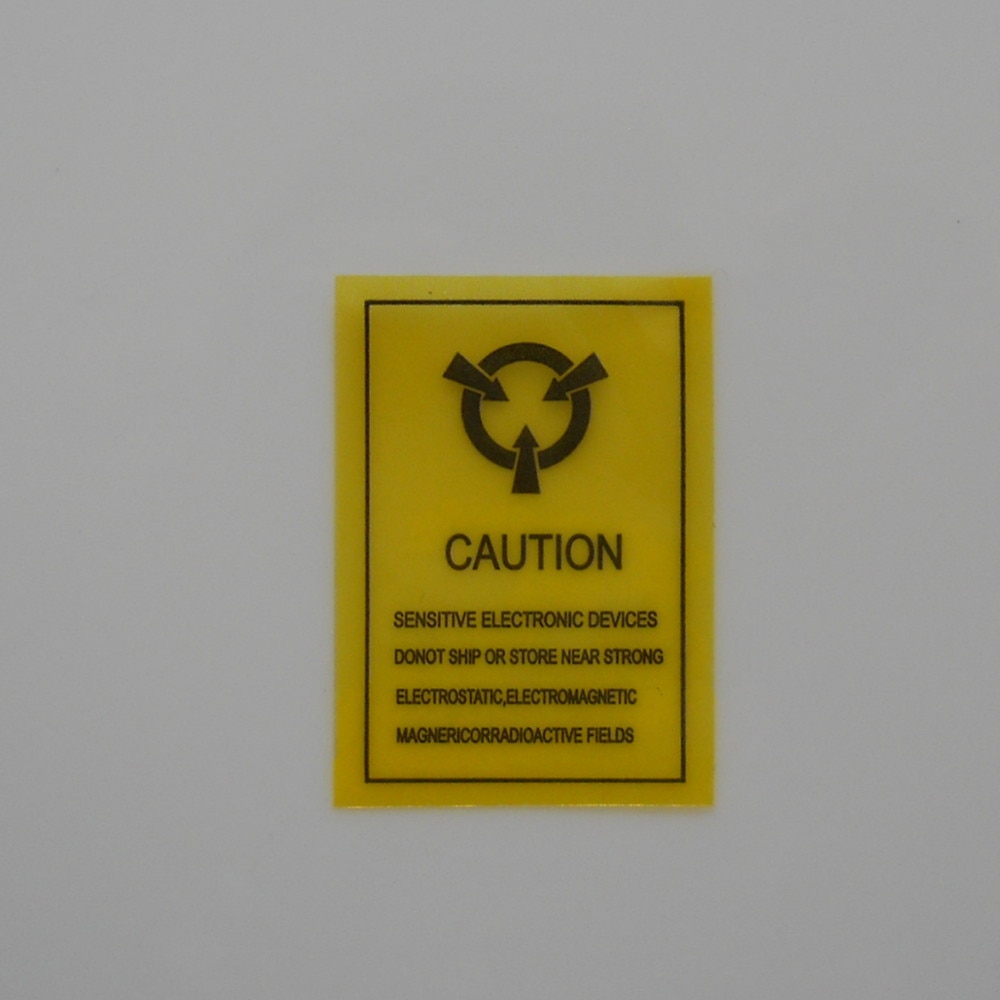 CAUTION
SENSITIVE ELECTRONIC DEVICES
DONOT SHIP OR STORE NEAR STRONG
ELECTROSTATIC,ELECTROMAGNETIC
MAGNERICORRADIOACTIVE FIELDS